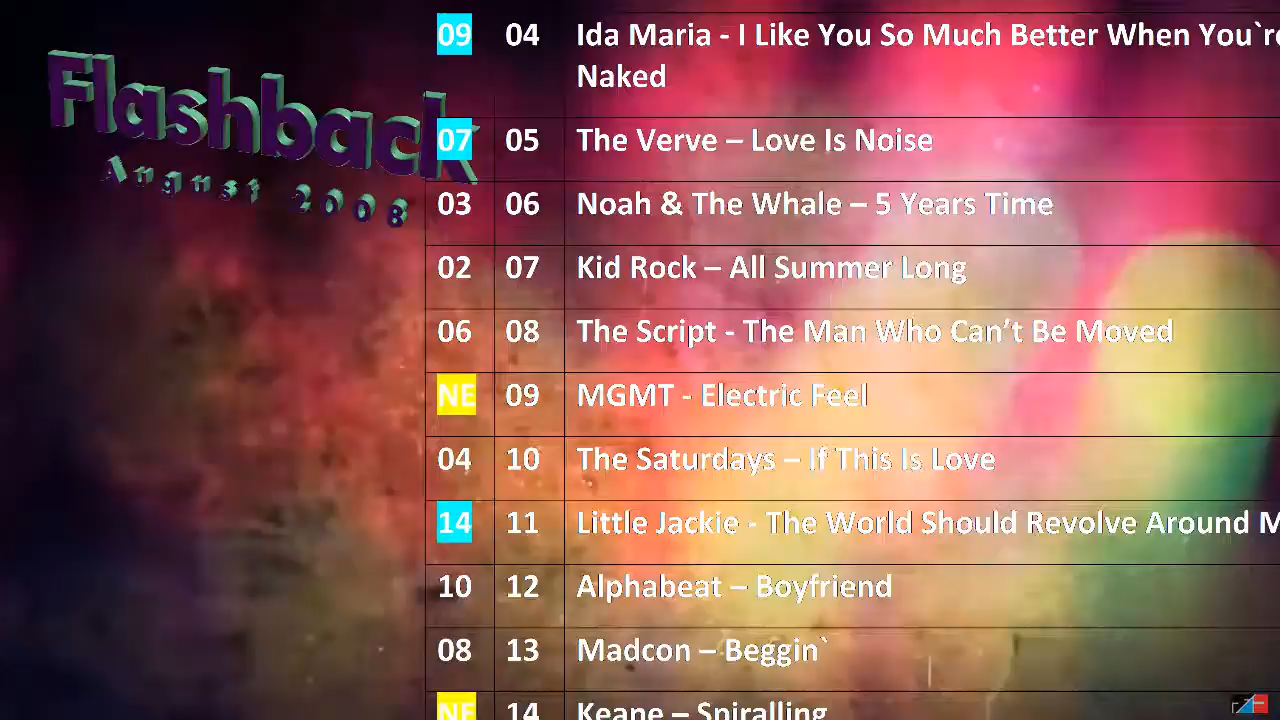 Flashback
August 2008
09 04 Ida Maria - I Like You So Much Better When You`re
Naked
07 05 The Verve – Love Is Noise
03 06 Noah & The Whale – 5 Years Time
02 07 Kid Rock – All Summer Long
06 08 The Script - The Man Who Can’t Be Moved
NE 09 MGMT - Electric Feel
04 10 The Saturdays – If This Is Love
14 11 Little Jackie - The World Should Revolve Around M
10 12 Alphabeat – Boyfriend
08 13 Madcon – Beggin`
NE 14 Keane – Spiralling